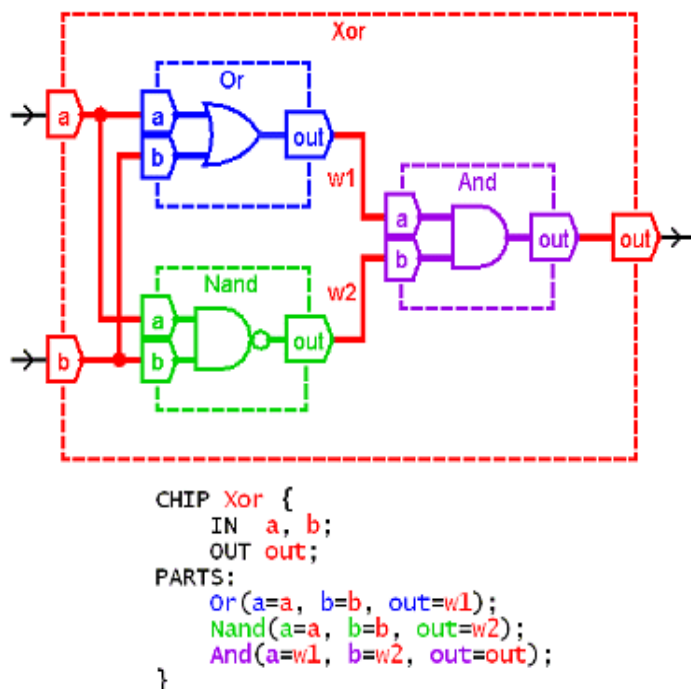 Xor
Or
a
a
out
b
w1
And
a
out
out
b
Nand
w2
a
out
b
b
CHIP Xor {
IN a, b;
OUT out;
PARTS:
Or(a=a, b=b, out=w1);
Nand(a=a, b=b, out=w2);
And(a=w1, b=w2, out=out);
}